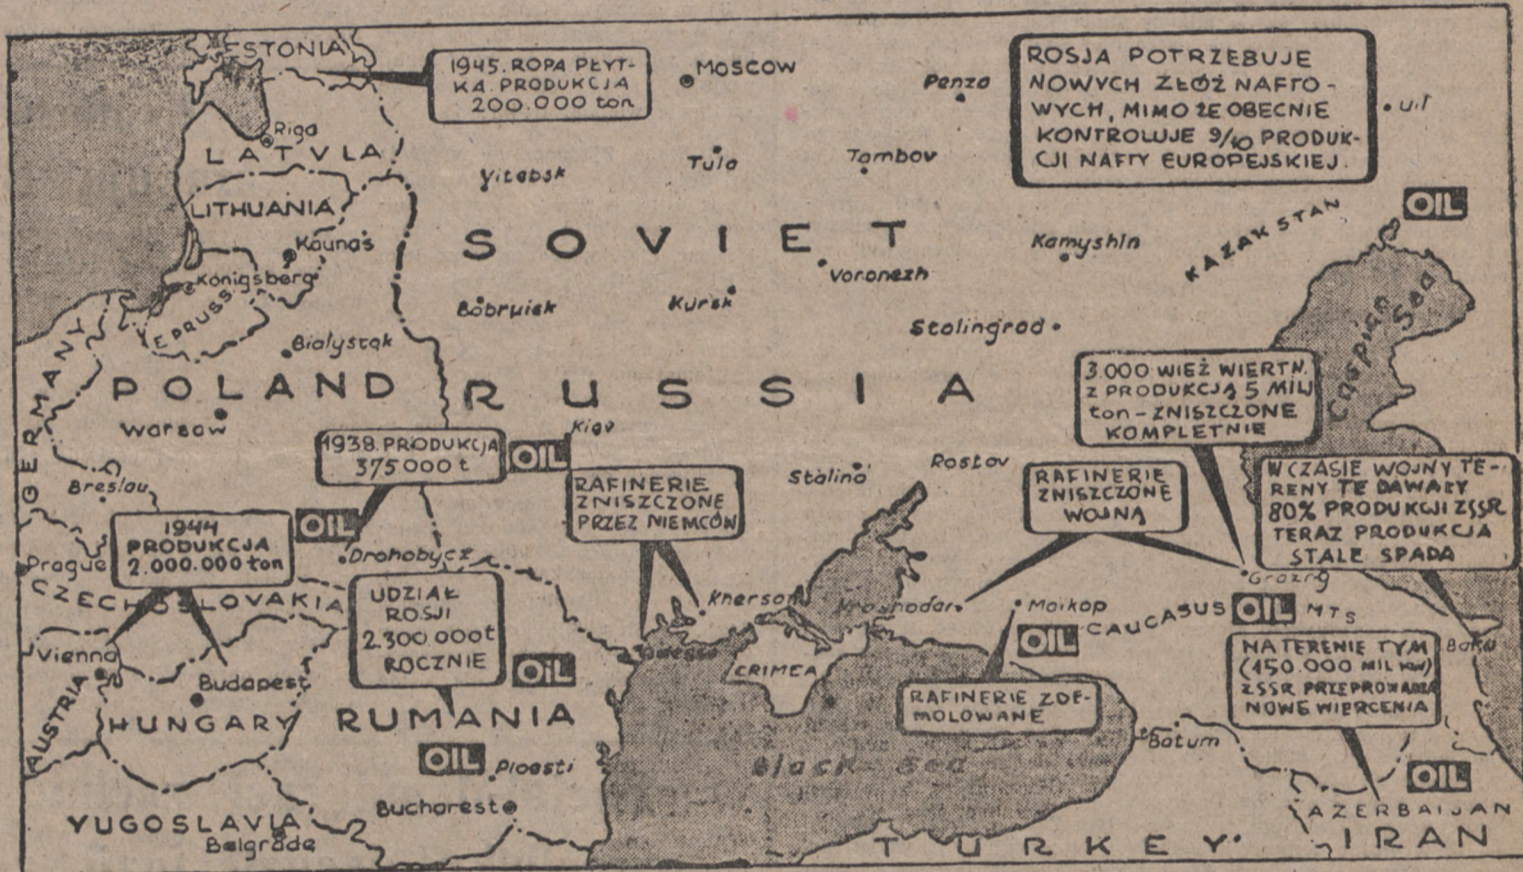 ESTONIA
1945. ROPA PŁYT-
KA. PRODUKCJA
200.000 ton
MOSCOW
Penza
ROSJA POTRZEBUJE
NOWYCH ZŁÓŻ NAFTO-
WYCH, MIMO ŻE OBECNIE
KONTROLUJE 9/10 PRODUK-
CJI NAFTY EUROPEJSKIEJ.
Riga
LATVIA
Vitebsk
Tula
Tambov
LITHUANIA
Kaunas
SOVIET
Kamyshin
KAZAKSTAN
OIL
Voronezh
Königsberg
E PRUSS
Bobruisk
Kursk
Stalingrad
Caspian Sea
Bialystok
GERMANY
POLAND
RUSSIA
3.000 WIEŻ WIERTN.
Z PRODUKCJĄ 5 MILJ
ton - ZNISZCZONE
KOMPLETNIE
Warsaw
1938. PRODUKCJA
375000 t
OIL
Kiev
Breslau
RAFINERIE
ZNISZCZONE
PRZEZ NIEMCÓW
Stalino
Rostov
RAFINERIE
ZNISZCZONE
WOJNĄ
W CZASIE WOJNY TE-
RENY TE DAWAŁY
80% PRODUKCJI ZSSR
TERAZ PRODUKCJA
STALE SPADA
1944
PRODUKCJA
2.000.000 ton
OIL
Drohobycz
Prague
CZECHOSLOVAKIA
UDZIAŁ
ROSJI
2.300.000 t
ROCZNIE
Kherson
Krasnodar
Maikop
Grozny
CAUCASUS
OIL
MTS
OIL
Odessa
CRIMEA
Vienna
Budapest
OIL
RAFINERIE ZDE-
MOLOWANE
NA TERENIE TYM
(150.000 MIL KW)
ZSSR PRZEPROWADZA
NOWE WIERCENIA
Baku
AUSTRIA
HUNGARY
RUMANIA
Batum
OIL
Ploesti
Black Sea
OIL
Bucharest
AZERBAIJAN
YUGOSLAVIA
Belgrade
TURKEY
IRAN